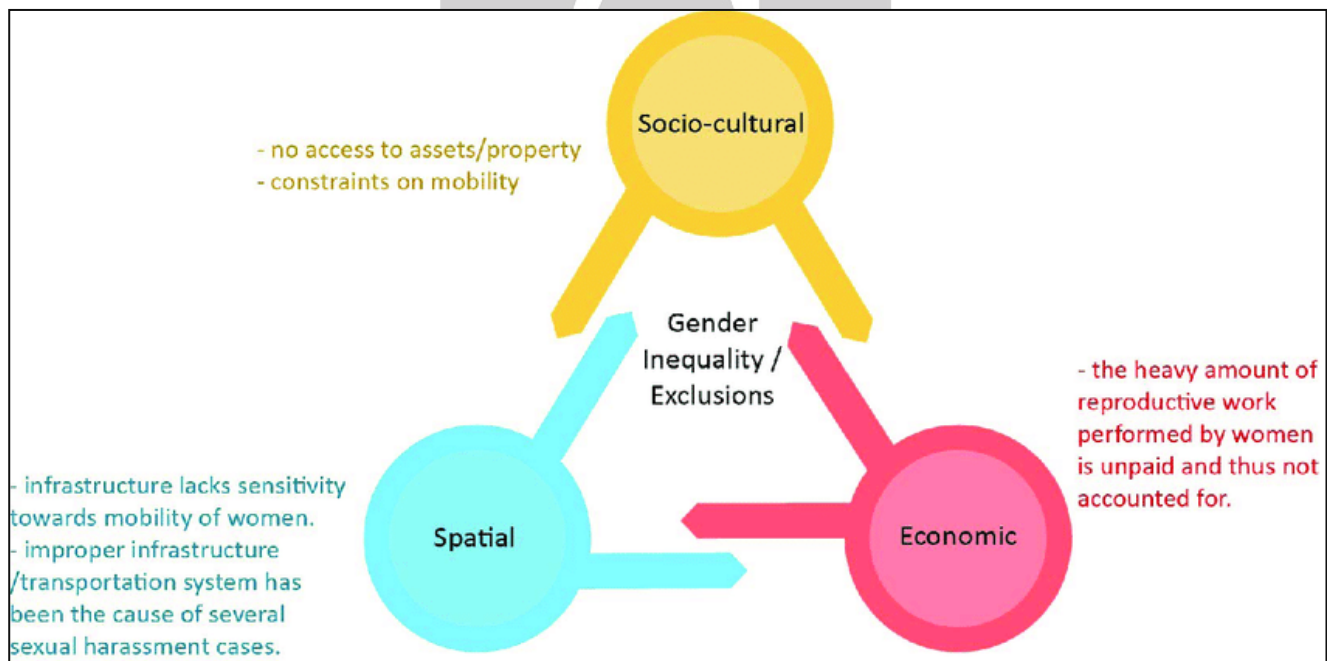 Socio-cultural
- no access to assets/property
- constraints on mobility
Gender
Inequality /
Exclusions
- the heavy amount of
reproductive work
performed by women
is unpaid and thus not
accounted for.
- infrastructure lacks sensitivity
towards mobility of women.
- improper infrastructure
/transportation system has
been the cause of several
sexual harassment cases.
Spatial
Economic